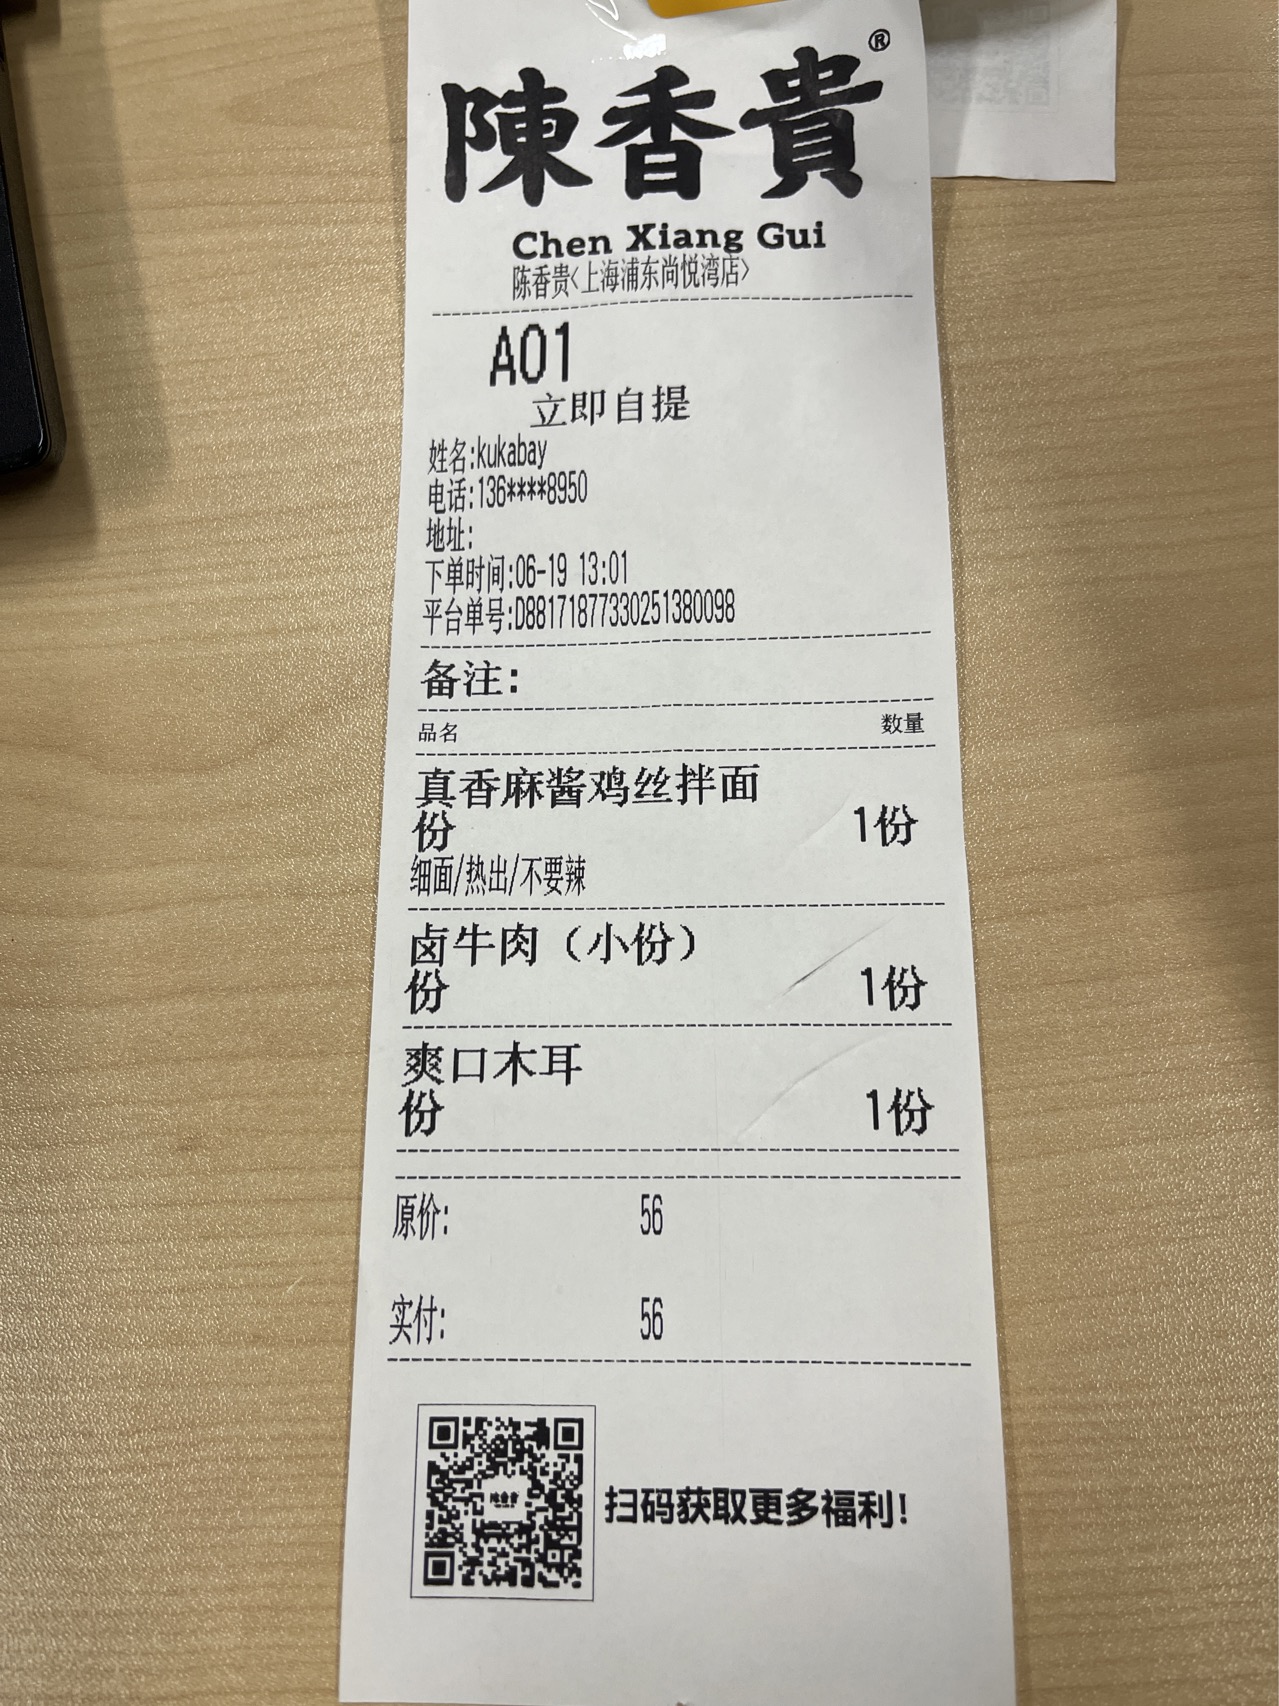 陳香貴®
Chen Xiang Gui
陈香贵<上海浦东尚悦湾店>
A01
立即自提
姓名:kukabay
电话:136****8950
地址:
下单时间:06-19 13:01
平台单号:D881718773302513​80098
备注:
品名 数量
真香麻酱鸡丝拌面
份 1份
细面/热出/不要辣
卤牛肉（小份）
份 1份
爽口木耳
份 1份
原价: 56
实付: 56
陳香貴
扫码获取更多福利!